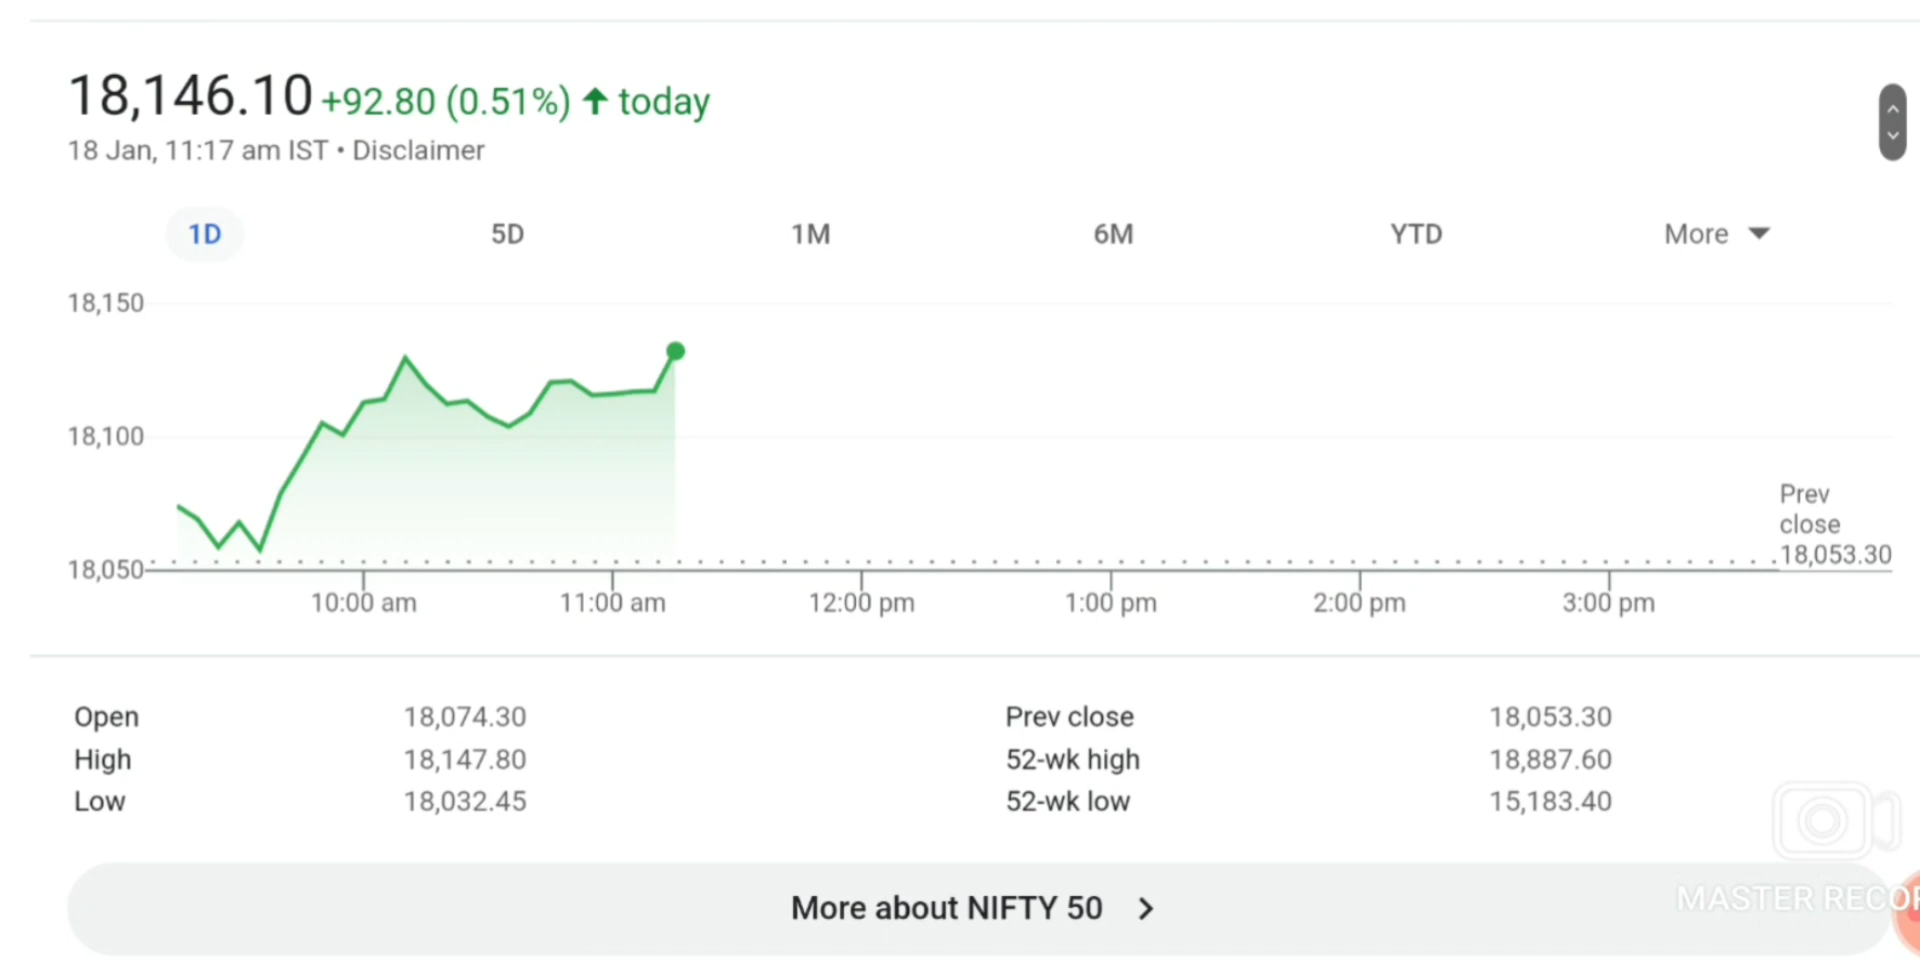 18,146.10 +92.80 (0.51%) ↑ today
18 Jan, 11:17 am IST • Disclaimer
1D 5D 1M 6M YTD More
18,150
18,100
Prev
close
18,053.30
18,050
10:00 am 11:00 am 12:00 pm 1:00 pm 2:00 pm 3:00 pm
Open 18,074.30 Prev close 18,053.30
High 18,147.80 52-wk high 18,887.60
Low 18,032.45 52-wk low 15,183.40
More about NIFTY 50
MASTER RECOR